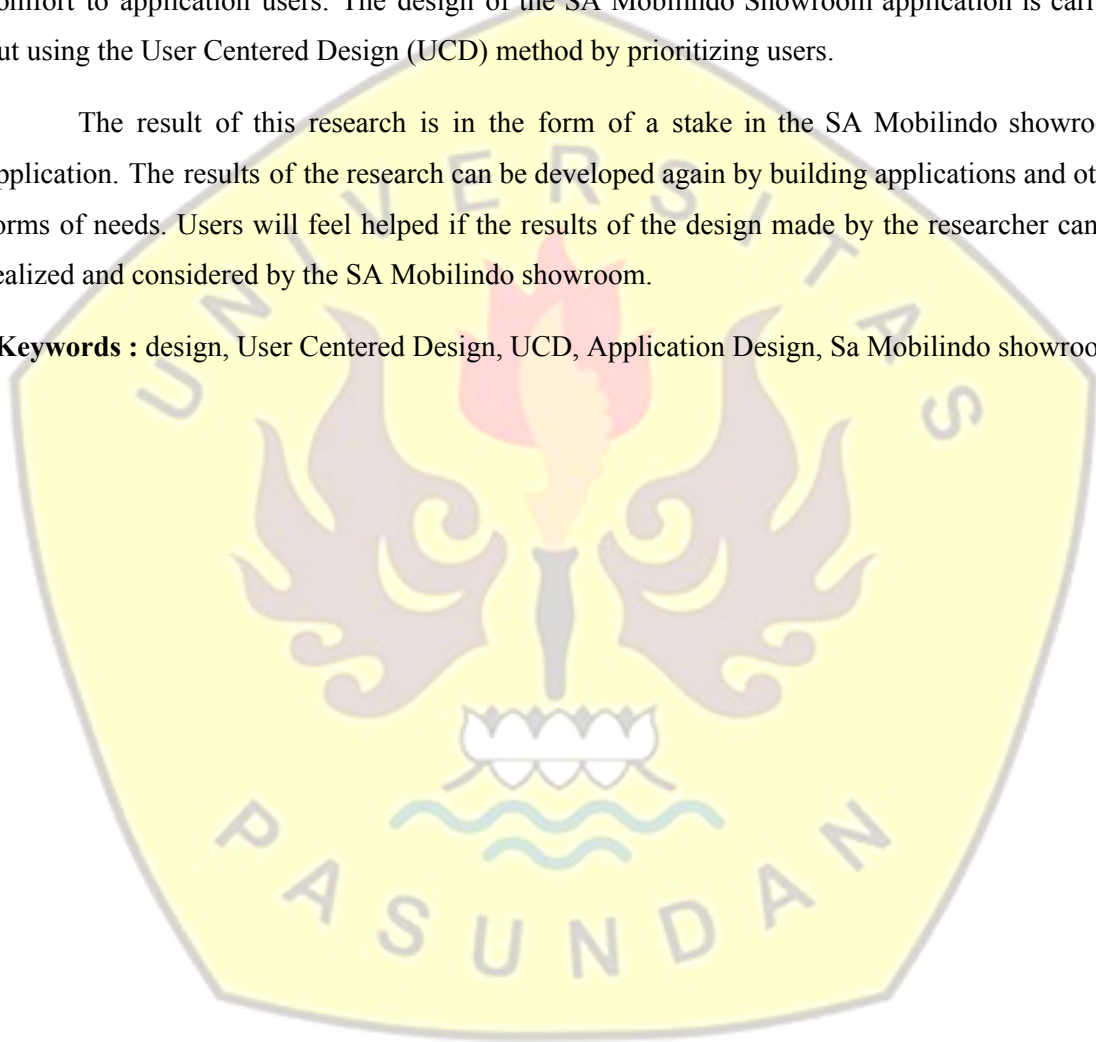 omfort to application users. The design of the SA Mobilindo Showroom application is carr
ut using the User Centered Design (UCD) method by prioritizing users.
The result of this research is in the form of a stake in the SA Mobilindo showro
pplication. The results of the research can be developed again by building applications and ot
orms of needs. Users will feel helped if the results of the design made by the researcher can
ealized and considered by the SA Mobilindo showroom.
Keywords : design, User Centered Design, UCD, Application Design, Sa Mobilindo showroo
UNIVERSITAS
PASUNDAN